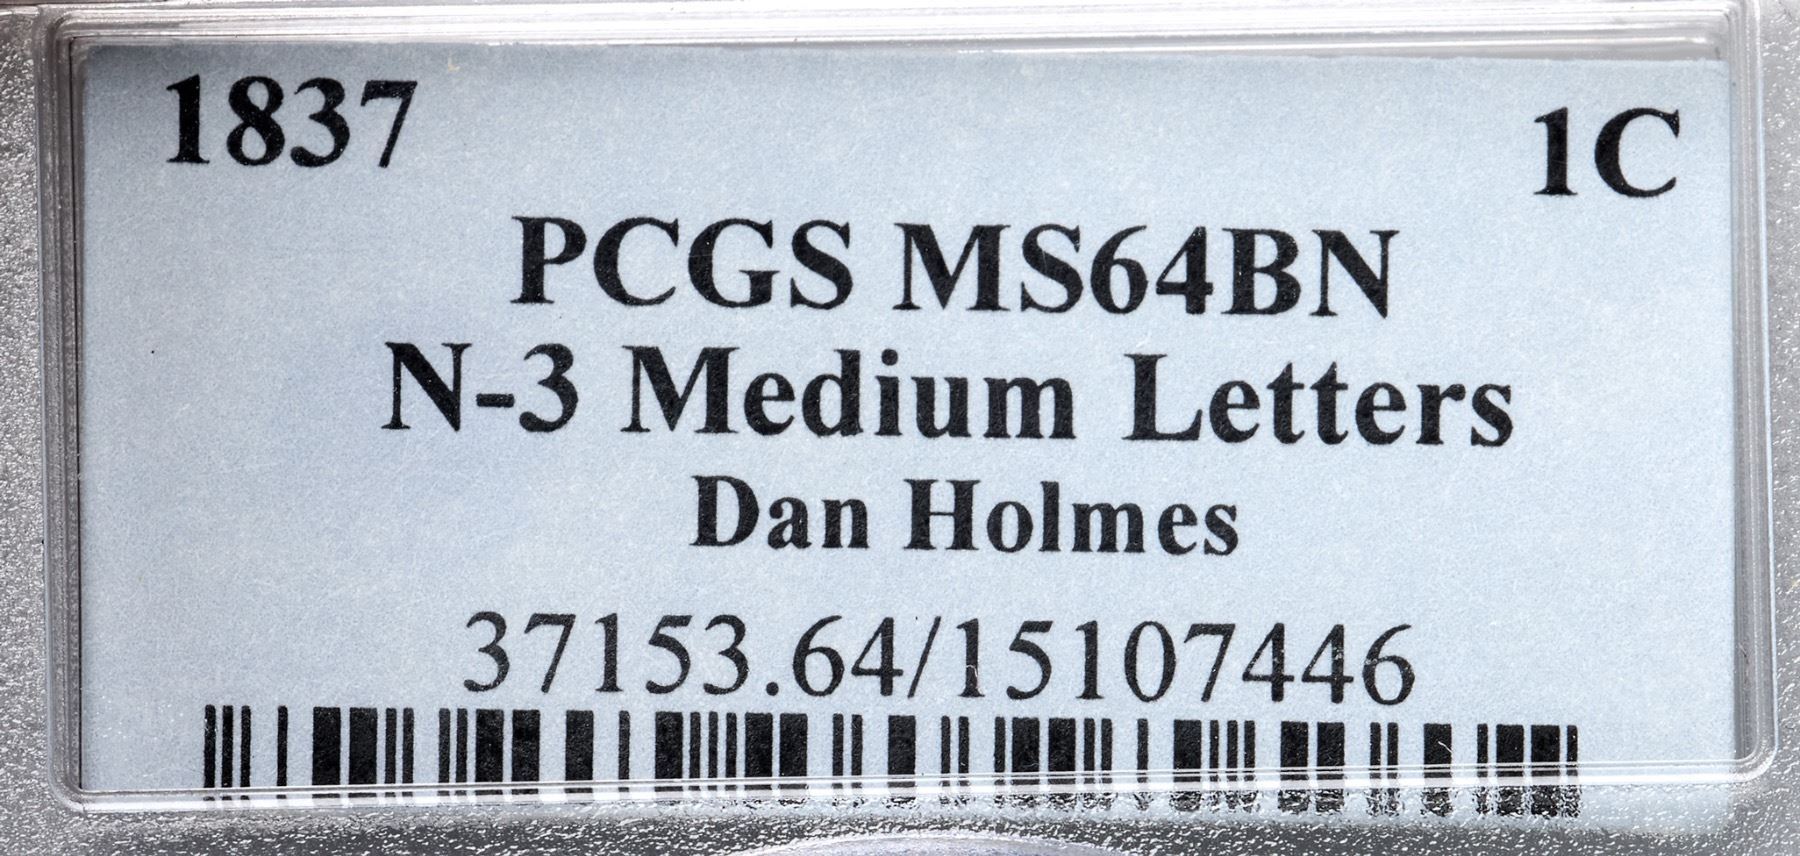 1837 1C
PCGS MS64BN
N-3 Medium Letters
Dan Holmes
37153.64/15107446